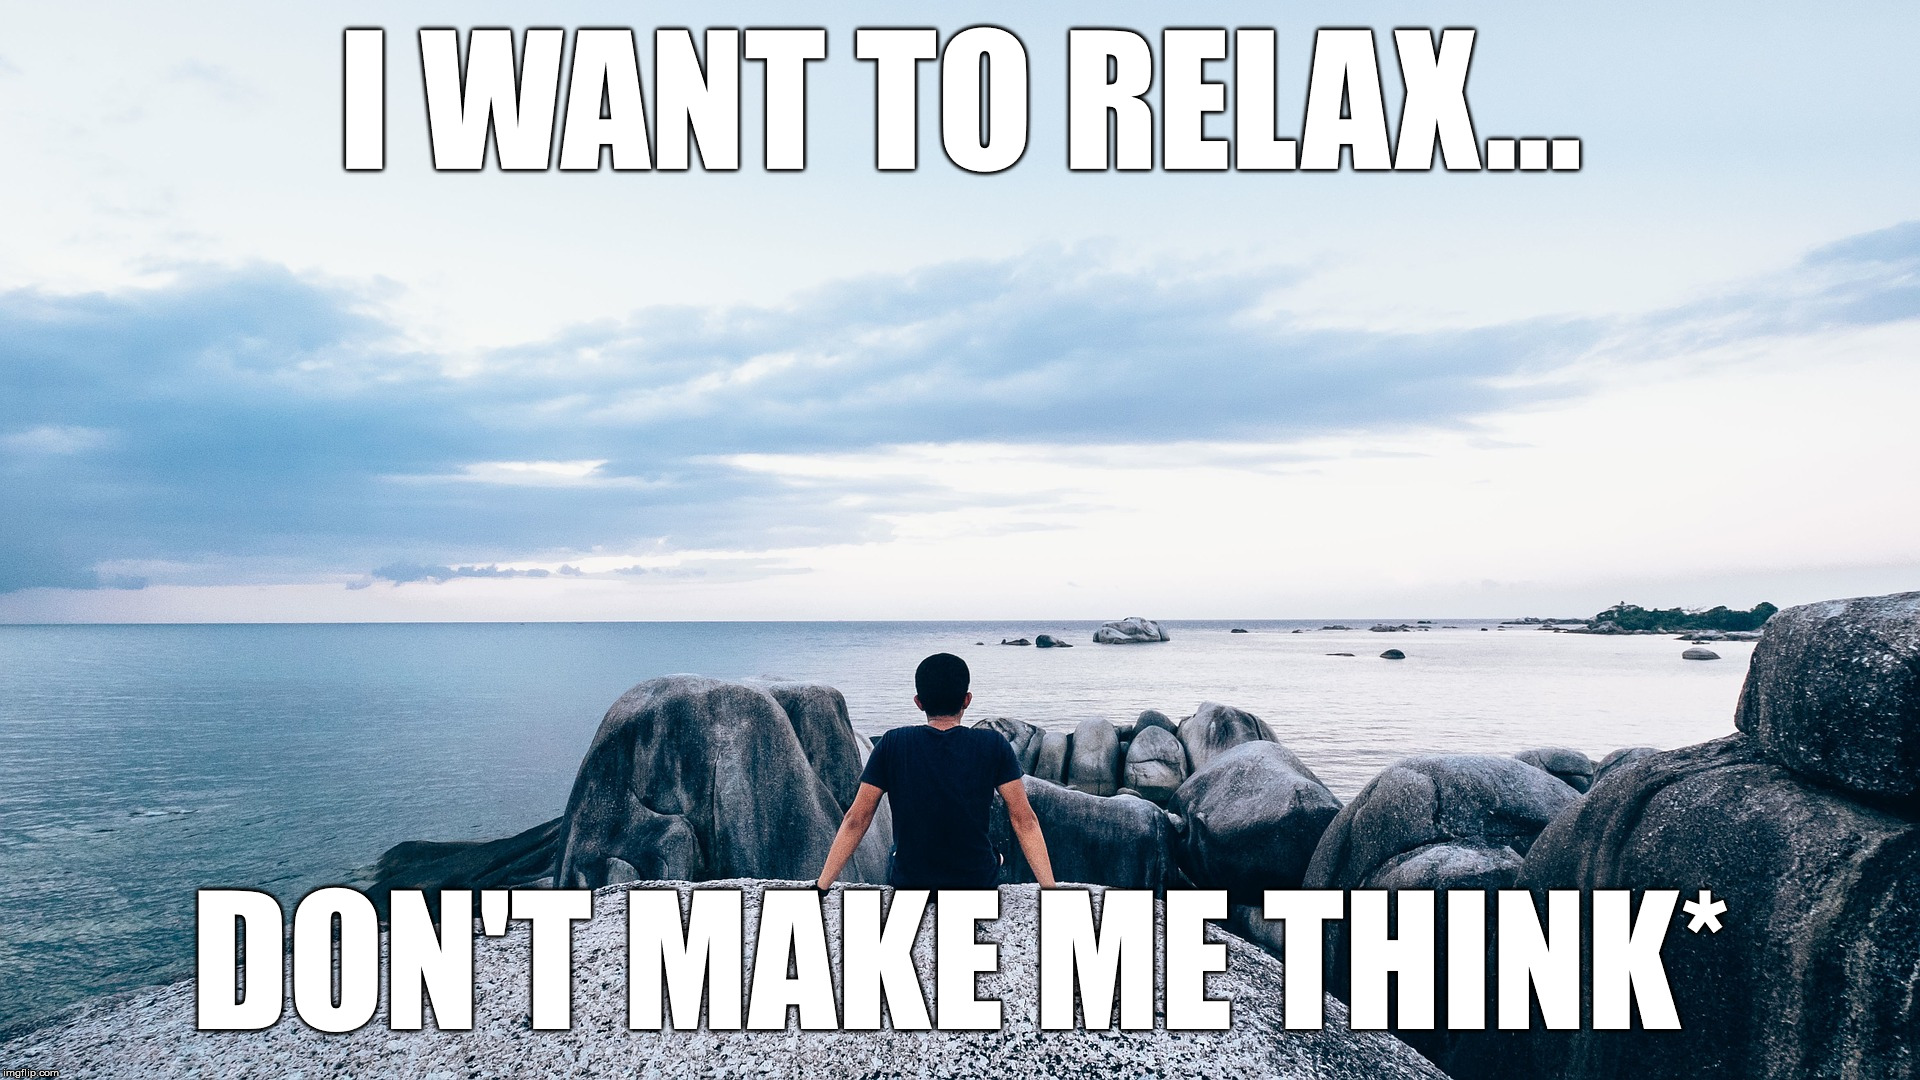 I WANT TO RELAX...
DON'T MAKE ME THINK*
imgflip.com